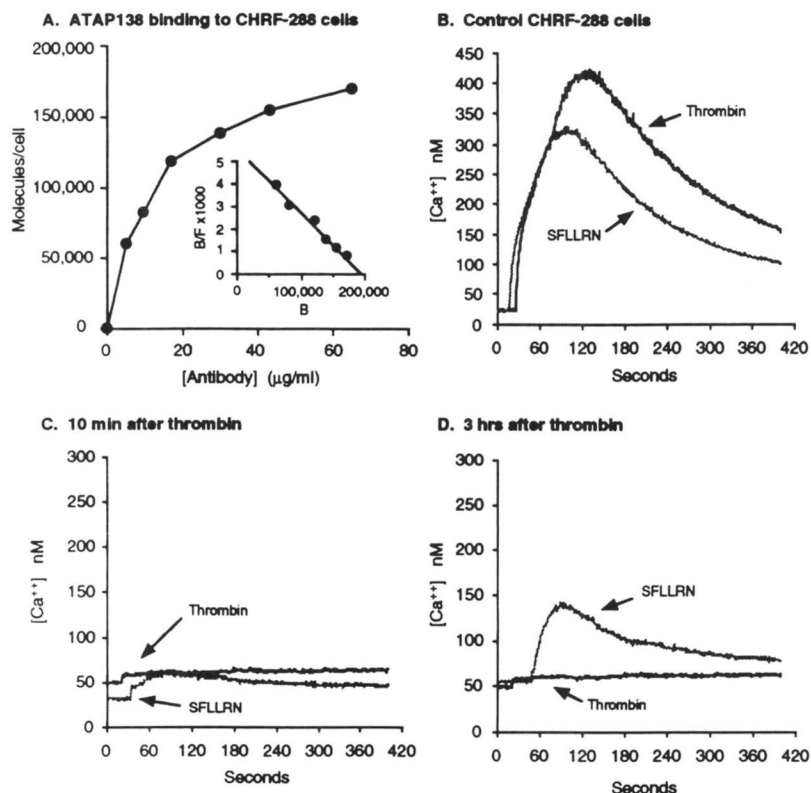 A. ATAP138 binding to CHRF-288 cells
200,000
150,000
100,000
50,000
0
Molecules/cell
0 20 40 60 80
[Antibody] (μg/ml)
5
4
3
2
1
0
B/F x1000
0 100,000 200,000
B
B. Control CHRF-288 cells
450
400
350
300
250
200
150
100
50
0
[Ca++] nM
Thrombin
SFLLRN
0 60 120 180 240 300 360 420
Seconds
C. 10 min after thrombin
300
250
200
150
100
50
0
[Ca++] nM
Thrombin
SFLLRN
0 60 120 180 240 300 360 420
Seconds
D. 3 hrs after thrombin
300
250
200
150
100
50
0
[Ca++] nM
SFLLRN
Thrombin
0 60 120 180 240 300 360 420
Seconds